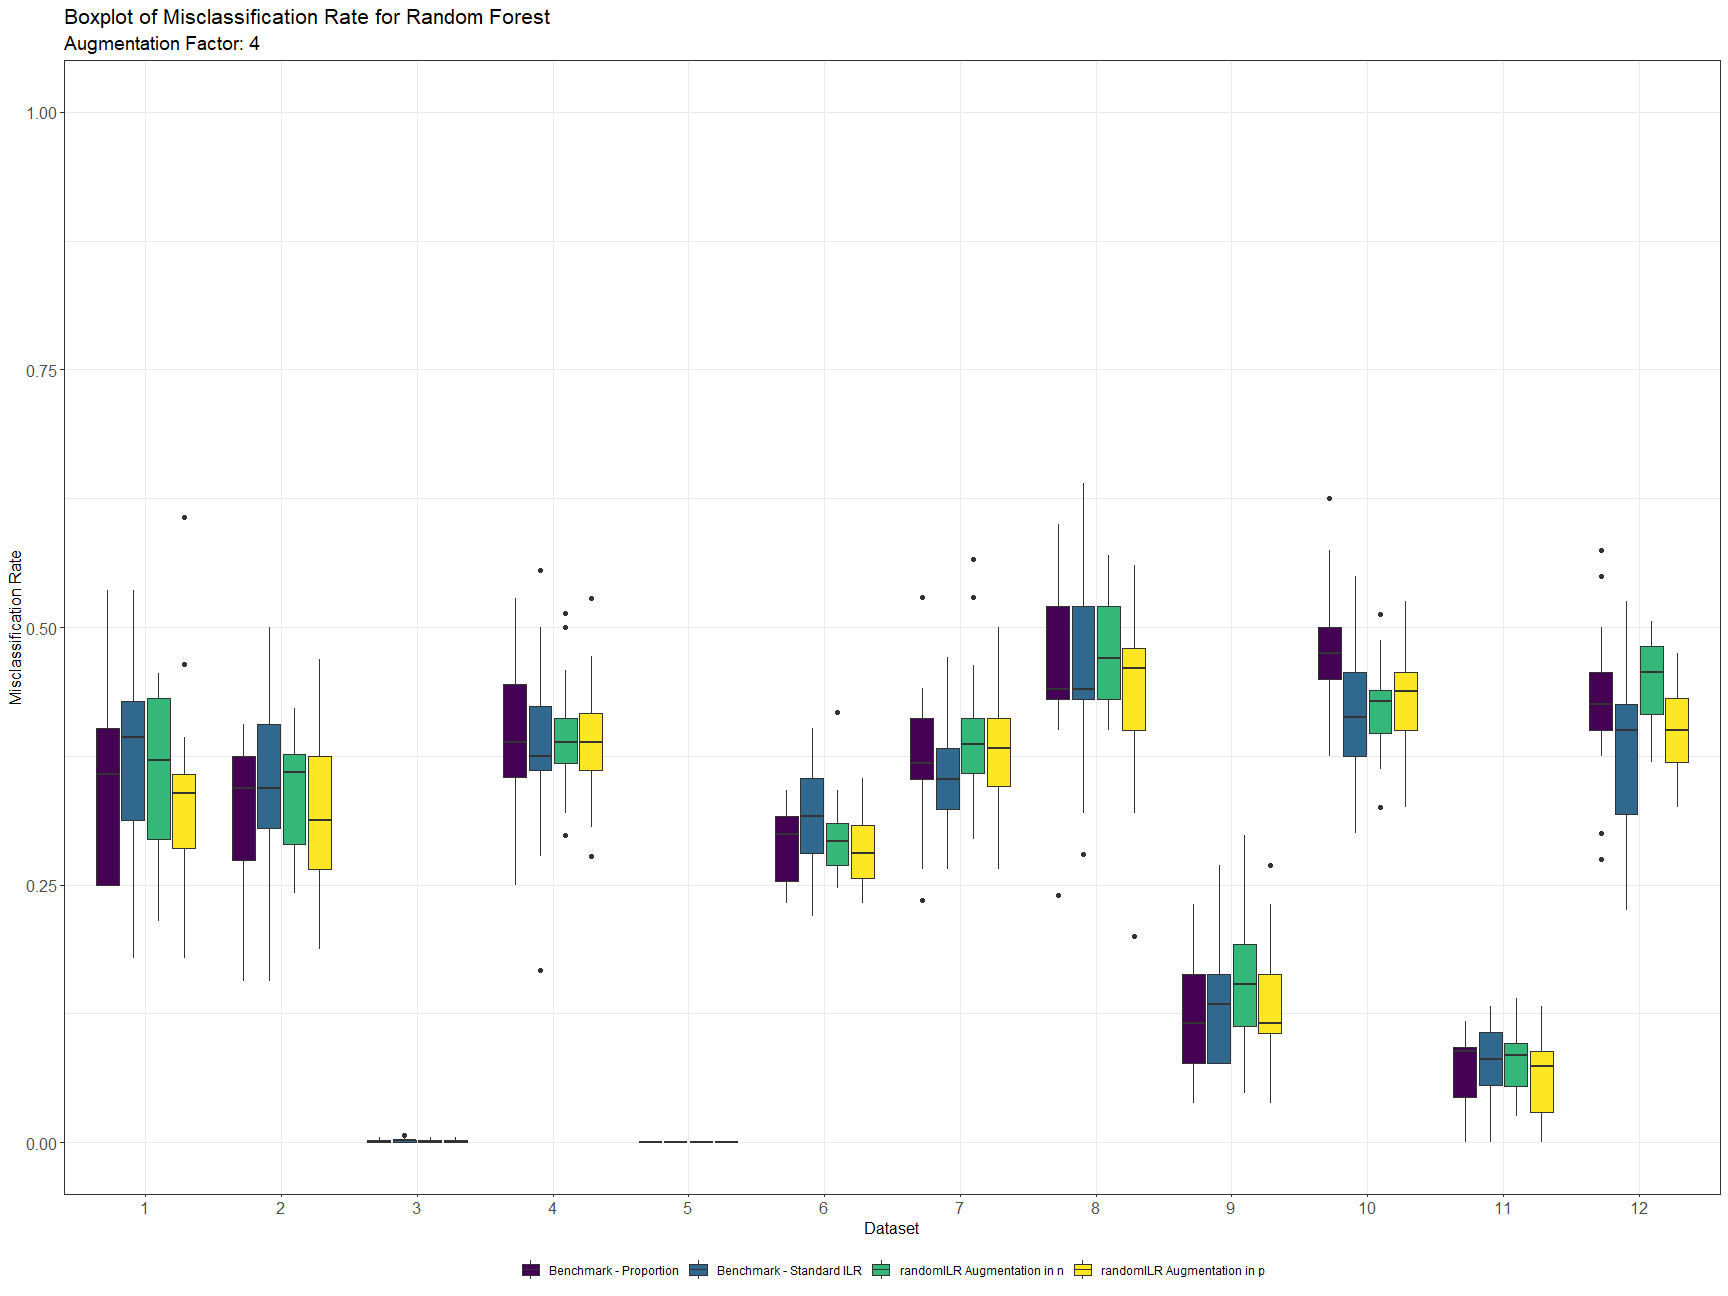 Boxplot of Misclassification Rate for Random Forest
Augmentation Factor: 4
1.00
0.75
0.50
0.25
0.00
Misclassification Rate
1 2 3 4 5 6 7 8 9 10 11 12
Dataset
Benchmark - Proportion Benchmark - Standard ILR randomILR Augmentation in n randomILR Augmentation in p